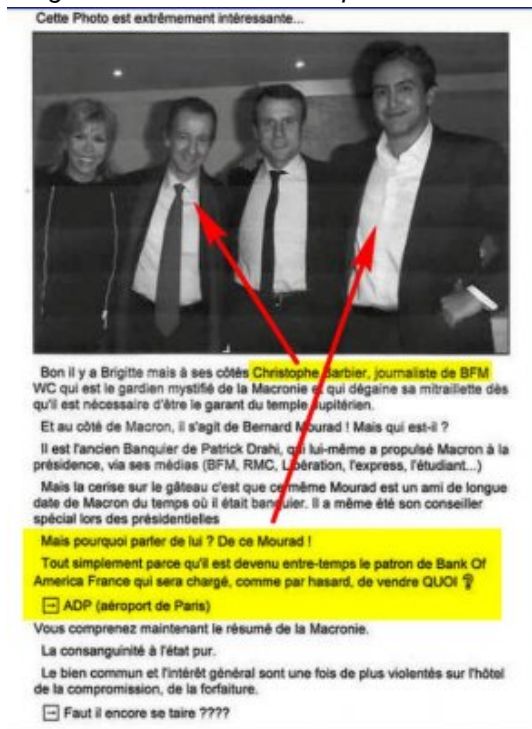 Cette Photo est extrêmement intéressante...
Bon il y a Brigitte mais à ses côtés Christophe Barbier, journaliste de BFM
WC qui est le gardien mystifié de la Macronie et qui dégaine sa mitraillette dès
qu'il est nécessaire d'être le garant du temple jupitérien.
Et au côté de Macron, il s'agit de Bernard Mourad ! Mais qui est-il ?
Il est l'ancien Banquier de Patrick Drahi, qui lui-même a propulsé Macron à la
présidence, via ses médias (BFM, RMC, Libération, l'express, l'étudiant...)
Mais la cerise sur le gâteau c'est que ce même Mourad est un ami de longue
date de Macron du temps où il était banquier. Il a même été son conseiller
spécial lors des présidentielles
Mais pourquoi parler de lui ? De ce Mourad !
Tout simplement parce qu'il est devenu entre-temps le patron de Bank Of
America France qui sera chargé, comme par hasard, de vendre QUOI ?
→ ADP (aéroport de Paris)
Vous comprenez maintenant le résumé de la Macronie.
La consanguinité à l'état pur.
Le bien commun et l'intérêt général sont une fois de plus violentés sur l'hôtel
de la compromission, de la forfaiture.
→ Faut il encore se taire ????